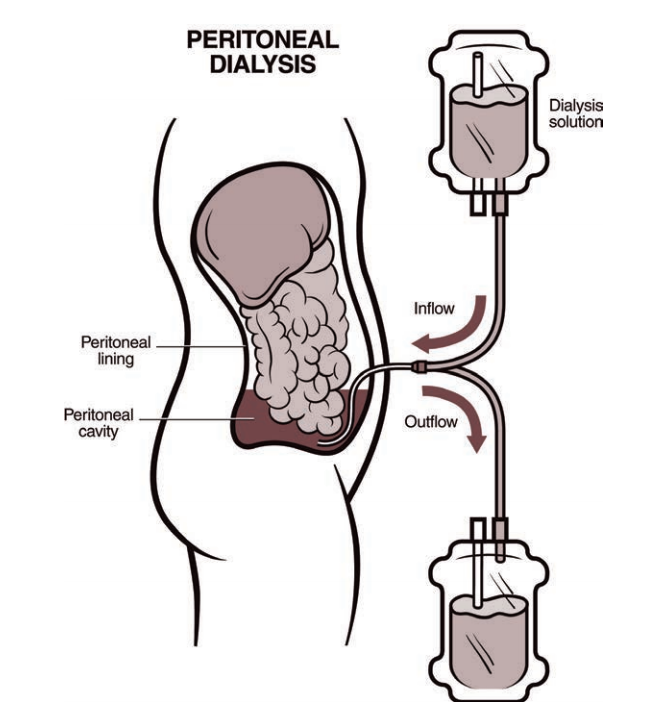 PERITONEAL
DIALYSIS
Dialysis
solution
Inflow
Peritoneal
lining
Peritoneal
cavity
Outflow